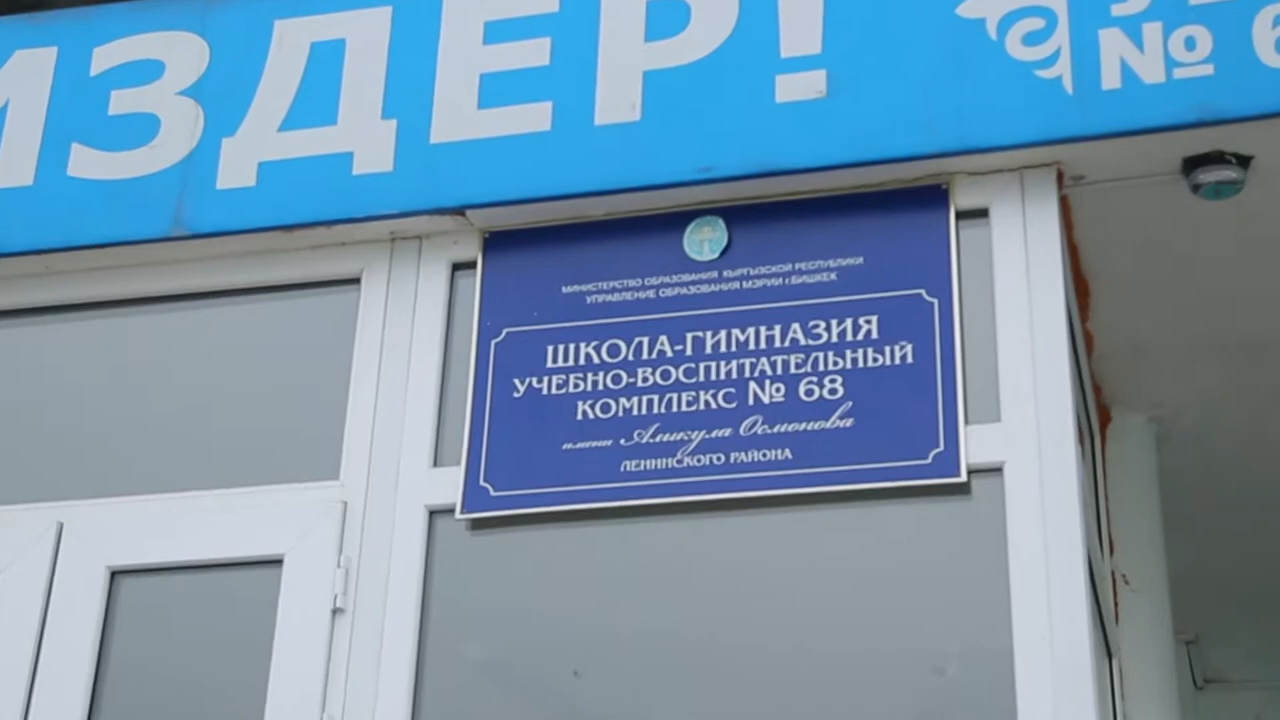 ИЗДЕР!
№ 6
МИНИСТЕРСТВО ОБРАЗОВАНИЯ КЫРГЫЗСКОЙ РЕСПУБЛИКИ
УПРАВЛЕНИЕ ОБРАЗОВАНИЯ МЭРИИ г.БИШКЕК
ШКОЛА-ГИМНАЗИЯ
УЧЕБНО-ВОСПИТАТЕЛЬНЫЙ
КОМПЛЕКС № 68
имени Аликула Осмонова
ЛЕНИНСКОГО РАЙОНА